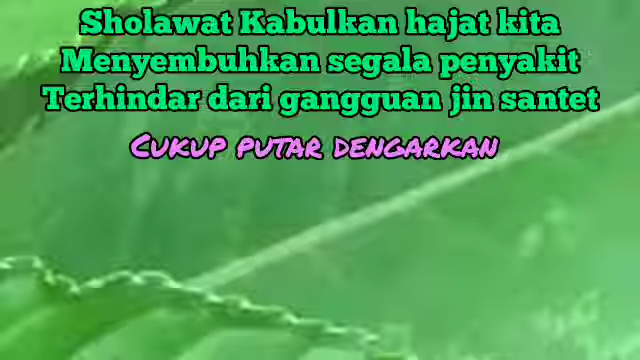 Sholawat Kabulkan hajat kita
Menyembuhkan segala penyakit
Terhindar dari gangguan jin santet
Cukup putar dengarkan